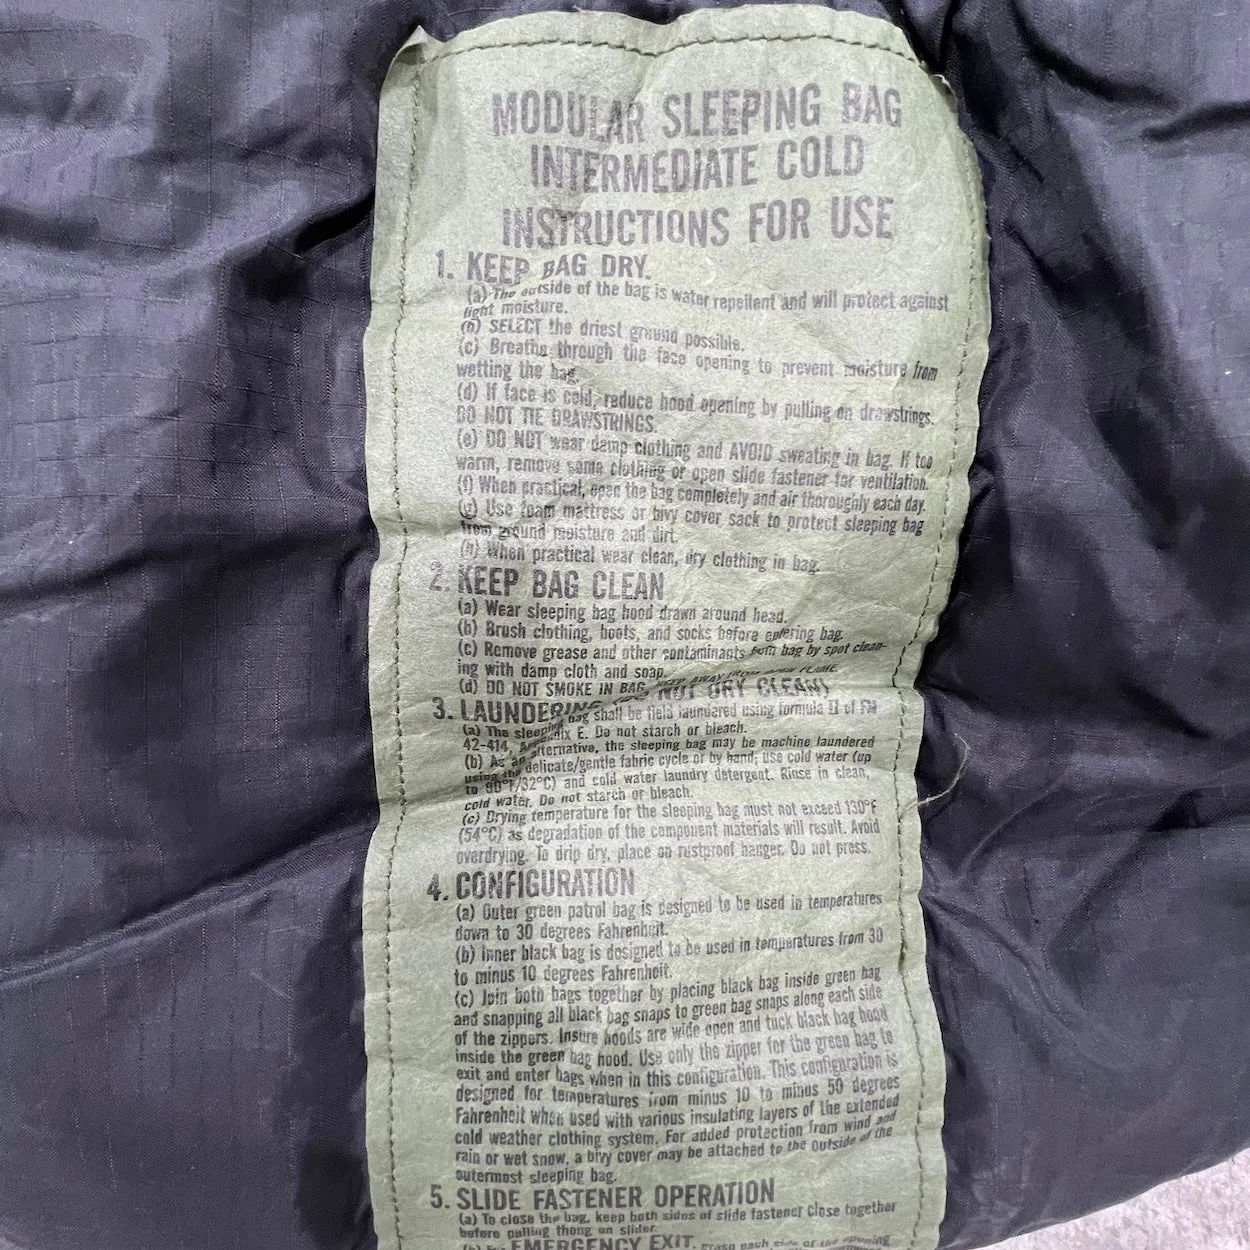 MODULAR SLEEPING BAG
INTERMEDIATE COLD
INSTRUCTIONS FOR USE
1. KEEP BAG DRY.
(a) The outside of the bag is water repellent and will protect against
light moisture.
(b) SELECT the driest ground possible.
(c) Breathe through the face opening to prevent moisture from
wetting the bag.
(d) If face is cold, reduce hood opening by pulling on drawstrings.
DO NOT TIE DRAWSTRINGS.
(e) DO NOT wear damp clothing and AVOID sweating in bag. If too
warm, remove some clothing or open slide fastener for ventilation.
(f) When practical, open the bag completely and air thoroughly each day.
(g) Use foam mattress or bivy cover sack to protect sleeping bag
from ground moisture and dirt.
(h) When practical wear clean, dry clothing in bag.
2. KEEP BAG CLEAN
(a) Wear sleeping bag hood drawn around head.
(b) Brush clothing, boots, and socks before entering bag.
(c) Remove grease and other contaminants from bag by spot clean-
ing with damp cloth and soap.
(d) DO NOT SMOKE IN BAG, KEEP AWAY FROM OPEN FLAME.
3. LAUNDERING NOT DRY CLEAN)
(a) The sleeping bag shall be field laundered using formula II of FM
42-414, Appendix E. Do not starch or bleach.
(b) As an alternative, the sleeping bag may be machine laundered
using the delicate/gentle fabric cycle or by hand; use cold water (up
to 90°F/32°C) and cold water laundry detergent. Rinse in clean,
cold water. Do not starch or bleach.
(c) Drying temperature for the sleeping bag must not exceed 130°F
(54°C) as degradation of the component materials will result. Avoid
overdrying. To drip dry, place on rustproof hanger. Do not press.
4. CONFIGURATION
(a) Outer green patrol bag is designed to be used in temperatures
down to 30 degrees Fahrenheit.
(b) Inner black bag is designed to be used in temperatures from 30
to minus 10 degrees Fahrenheit.
(c) Join both bags together by placing black bag inside green bag
and snapping all black bag snaps to green bag snaps along each side
of the zippers. Insure hoods are wide open and tuck black bag hood
inside the green bag hood. Use only the zipper for the green bag to
exit and enter bags when in this configuration. This configuration is
designed for temperatures from minus 10 to minus 50 degrees
Fahrenheit when used with various insulating layers of the extended
cold weather clothing system. For added protection from wind and
rain or wet snow, a bivy cover may be attached to the outside of the
outermost sleeping bag.
5. SLIDE FASTENER OPERATION
(a) To close the bag, keep both sides of slide fastener close together
before pulling thong on slider.
EMERGENCY EXIT, grasp each side of the opening